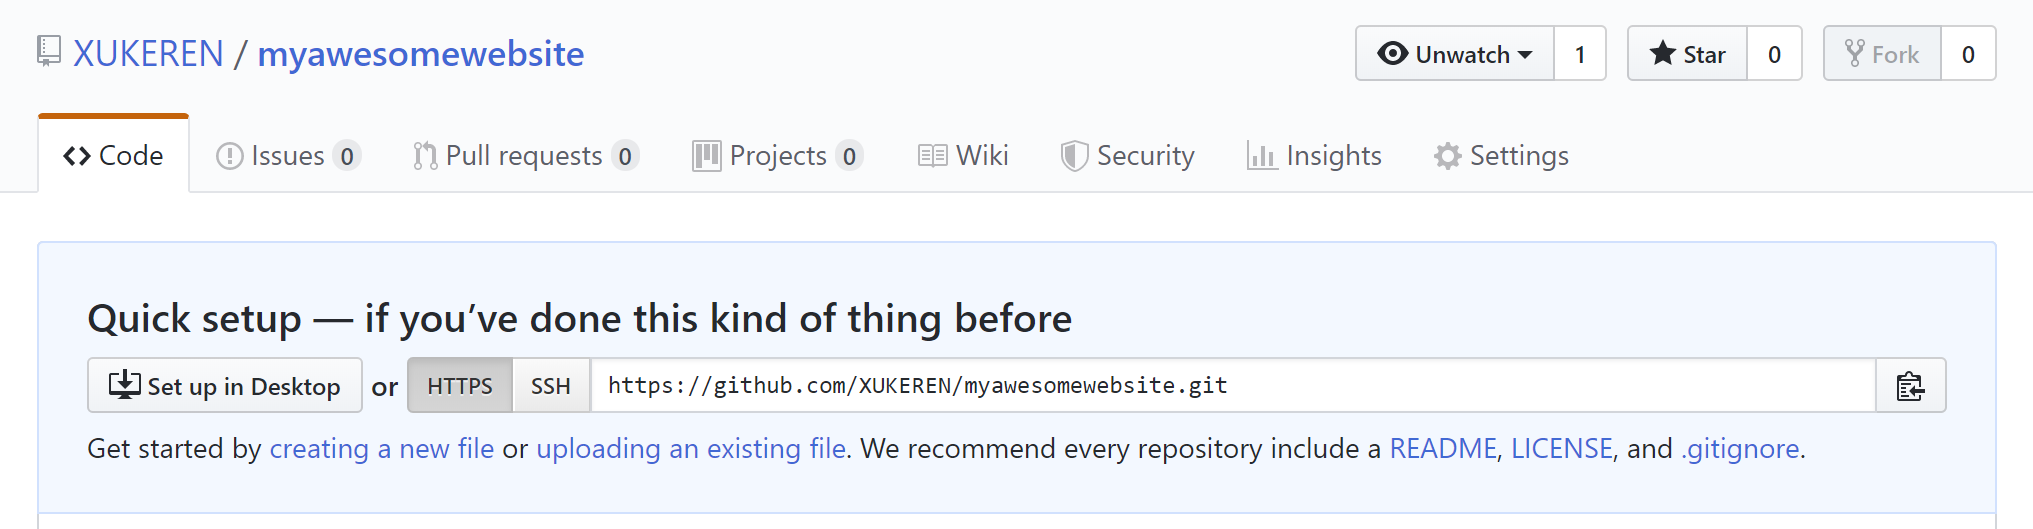 XUKEREN / myawesomewebsite
Unwatch 1 Star 0 Fork 0
Code Issues 0 Pull requests 0 Projects 0 Wiki Security Insights Settings
Quick setup — if you’ve done this kind of thing before
Set up in Desktop or HTTPS SSH https://github.com/XUKEREN/myawesomewebsite.git
Get started by creating a new file or uploading an existing file. We recommend every repository include a README, LICENSE, and .gitignore.